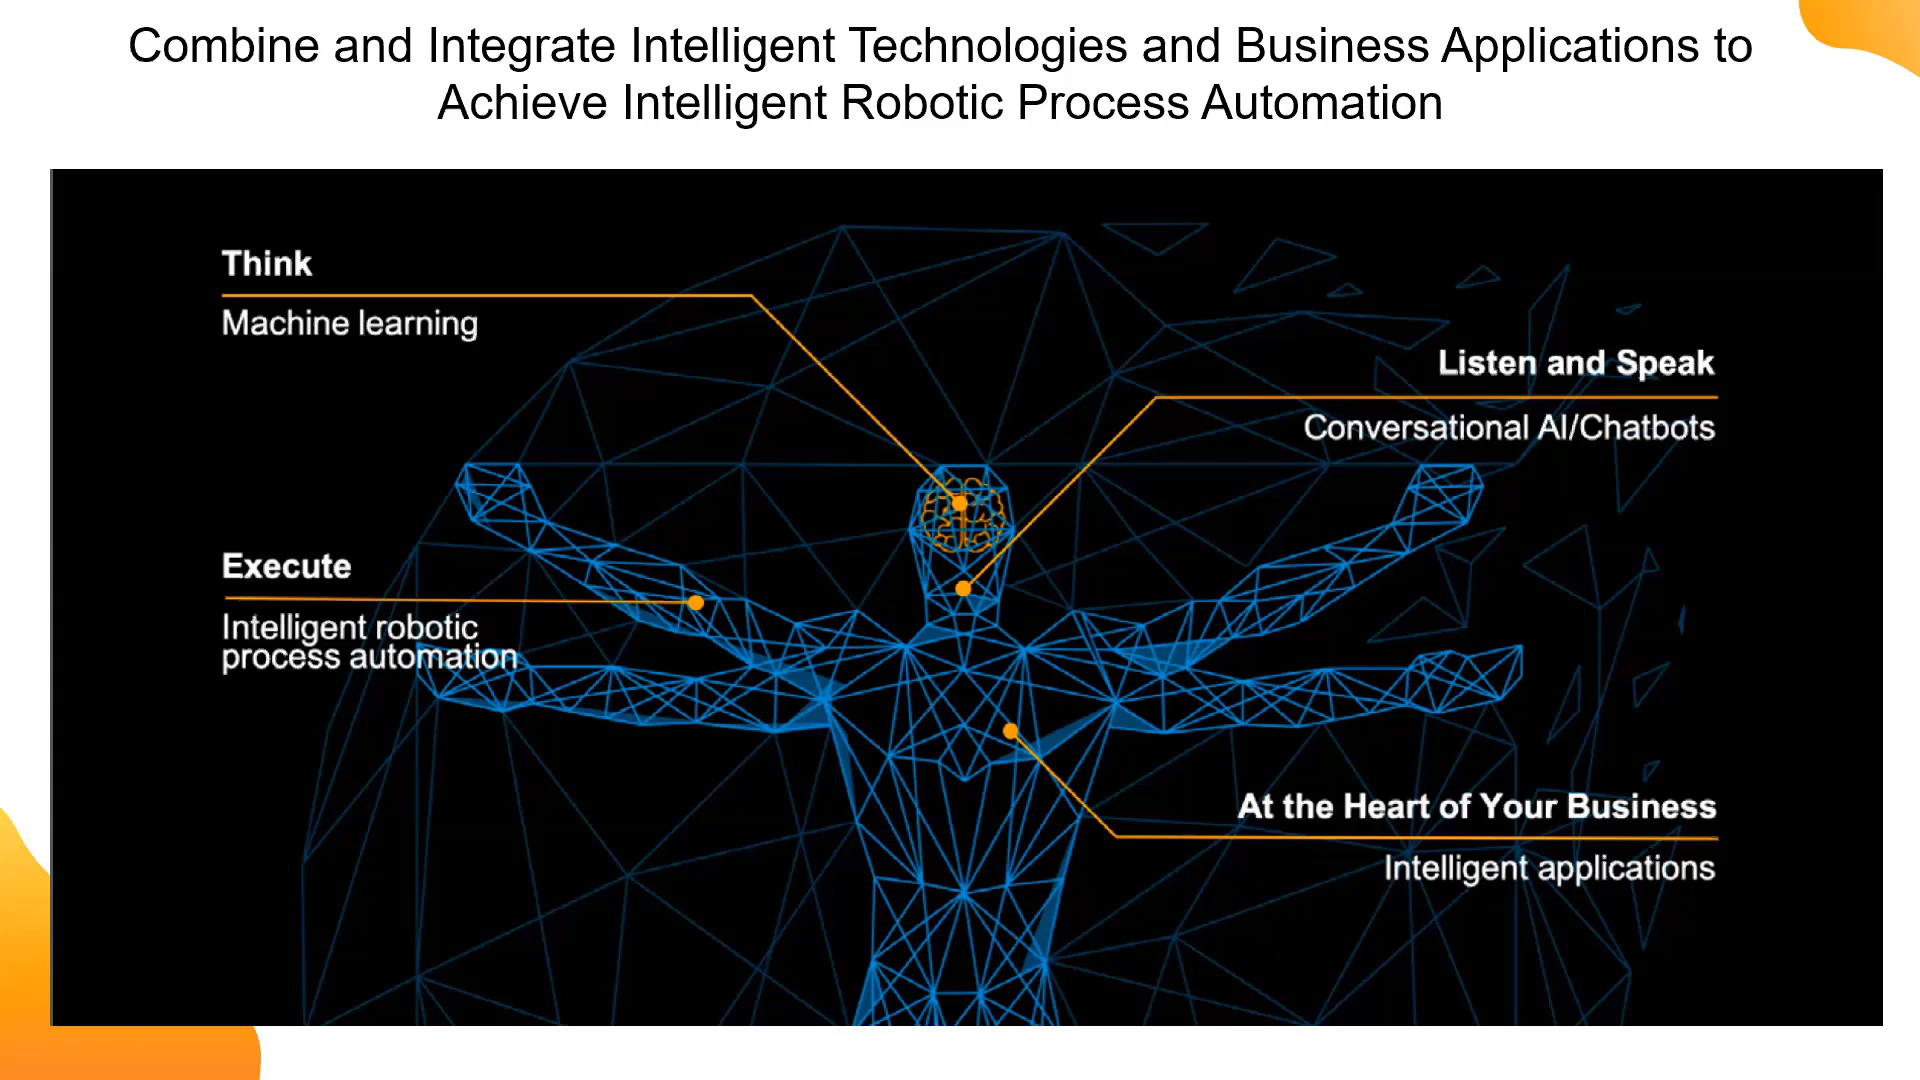 Combine and Integrate Intelligent Technologies and Business Applications to
Achieve Intelligent Robotic Process Automation
Think
Machine learning
Listen and Speak
Conversational AI/Chatbots
Execute
Intelligent robotic
process automation
At the Heart of Your Business
Intelligent applications